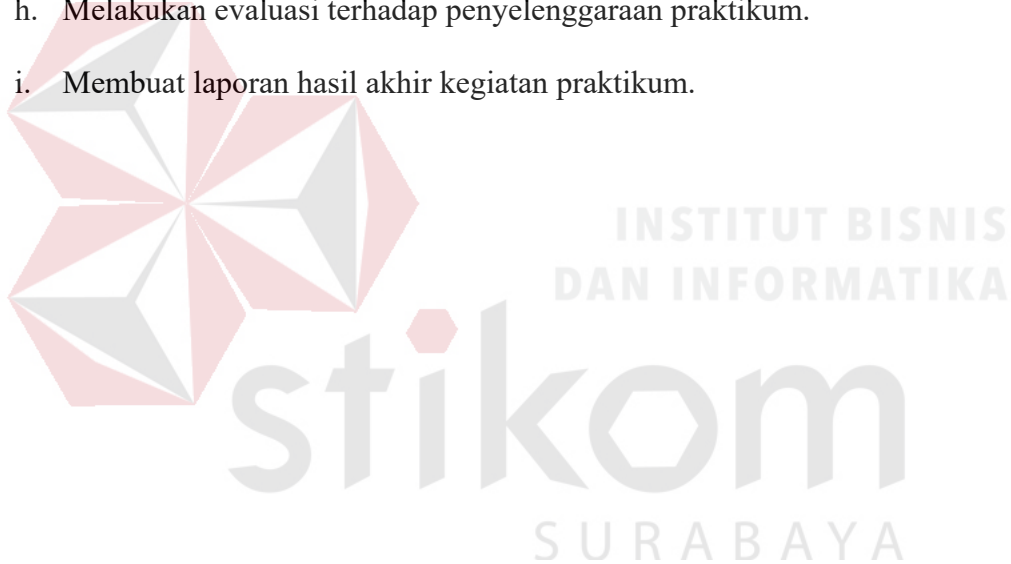 h. Melakukan evaluasi terhadap penyelenggaraan praktikum.
i. Membuat laporan hasil akhir kegiatan praktikum.
INSTITUT BISNIS
DAN INFORMATIKA
stikom
SURABAYA